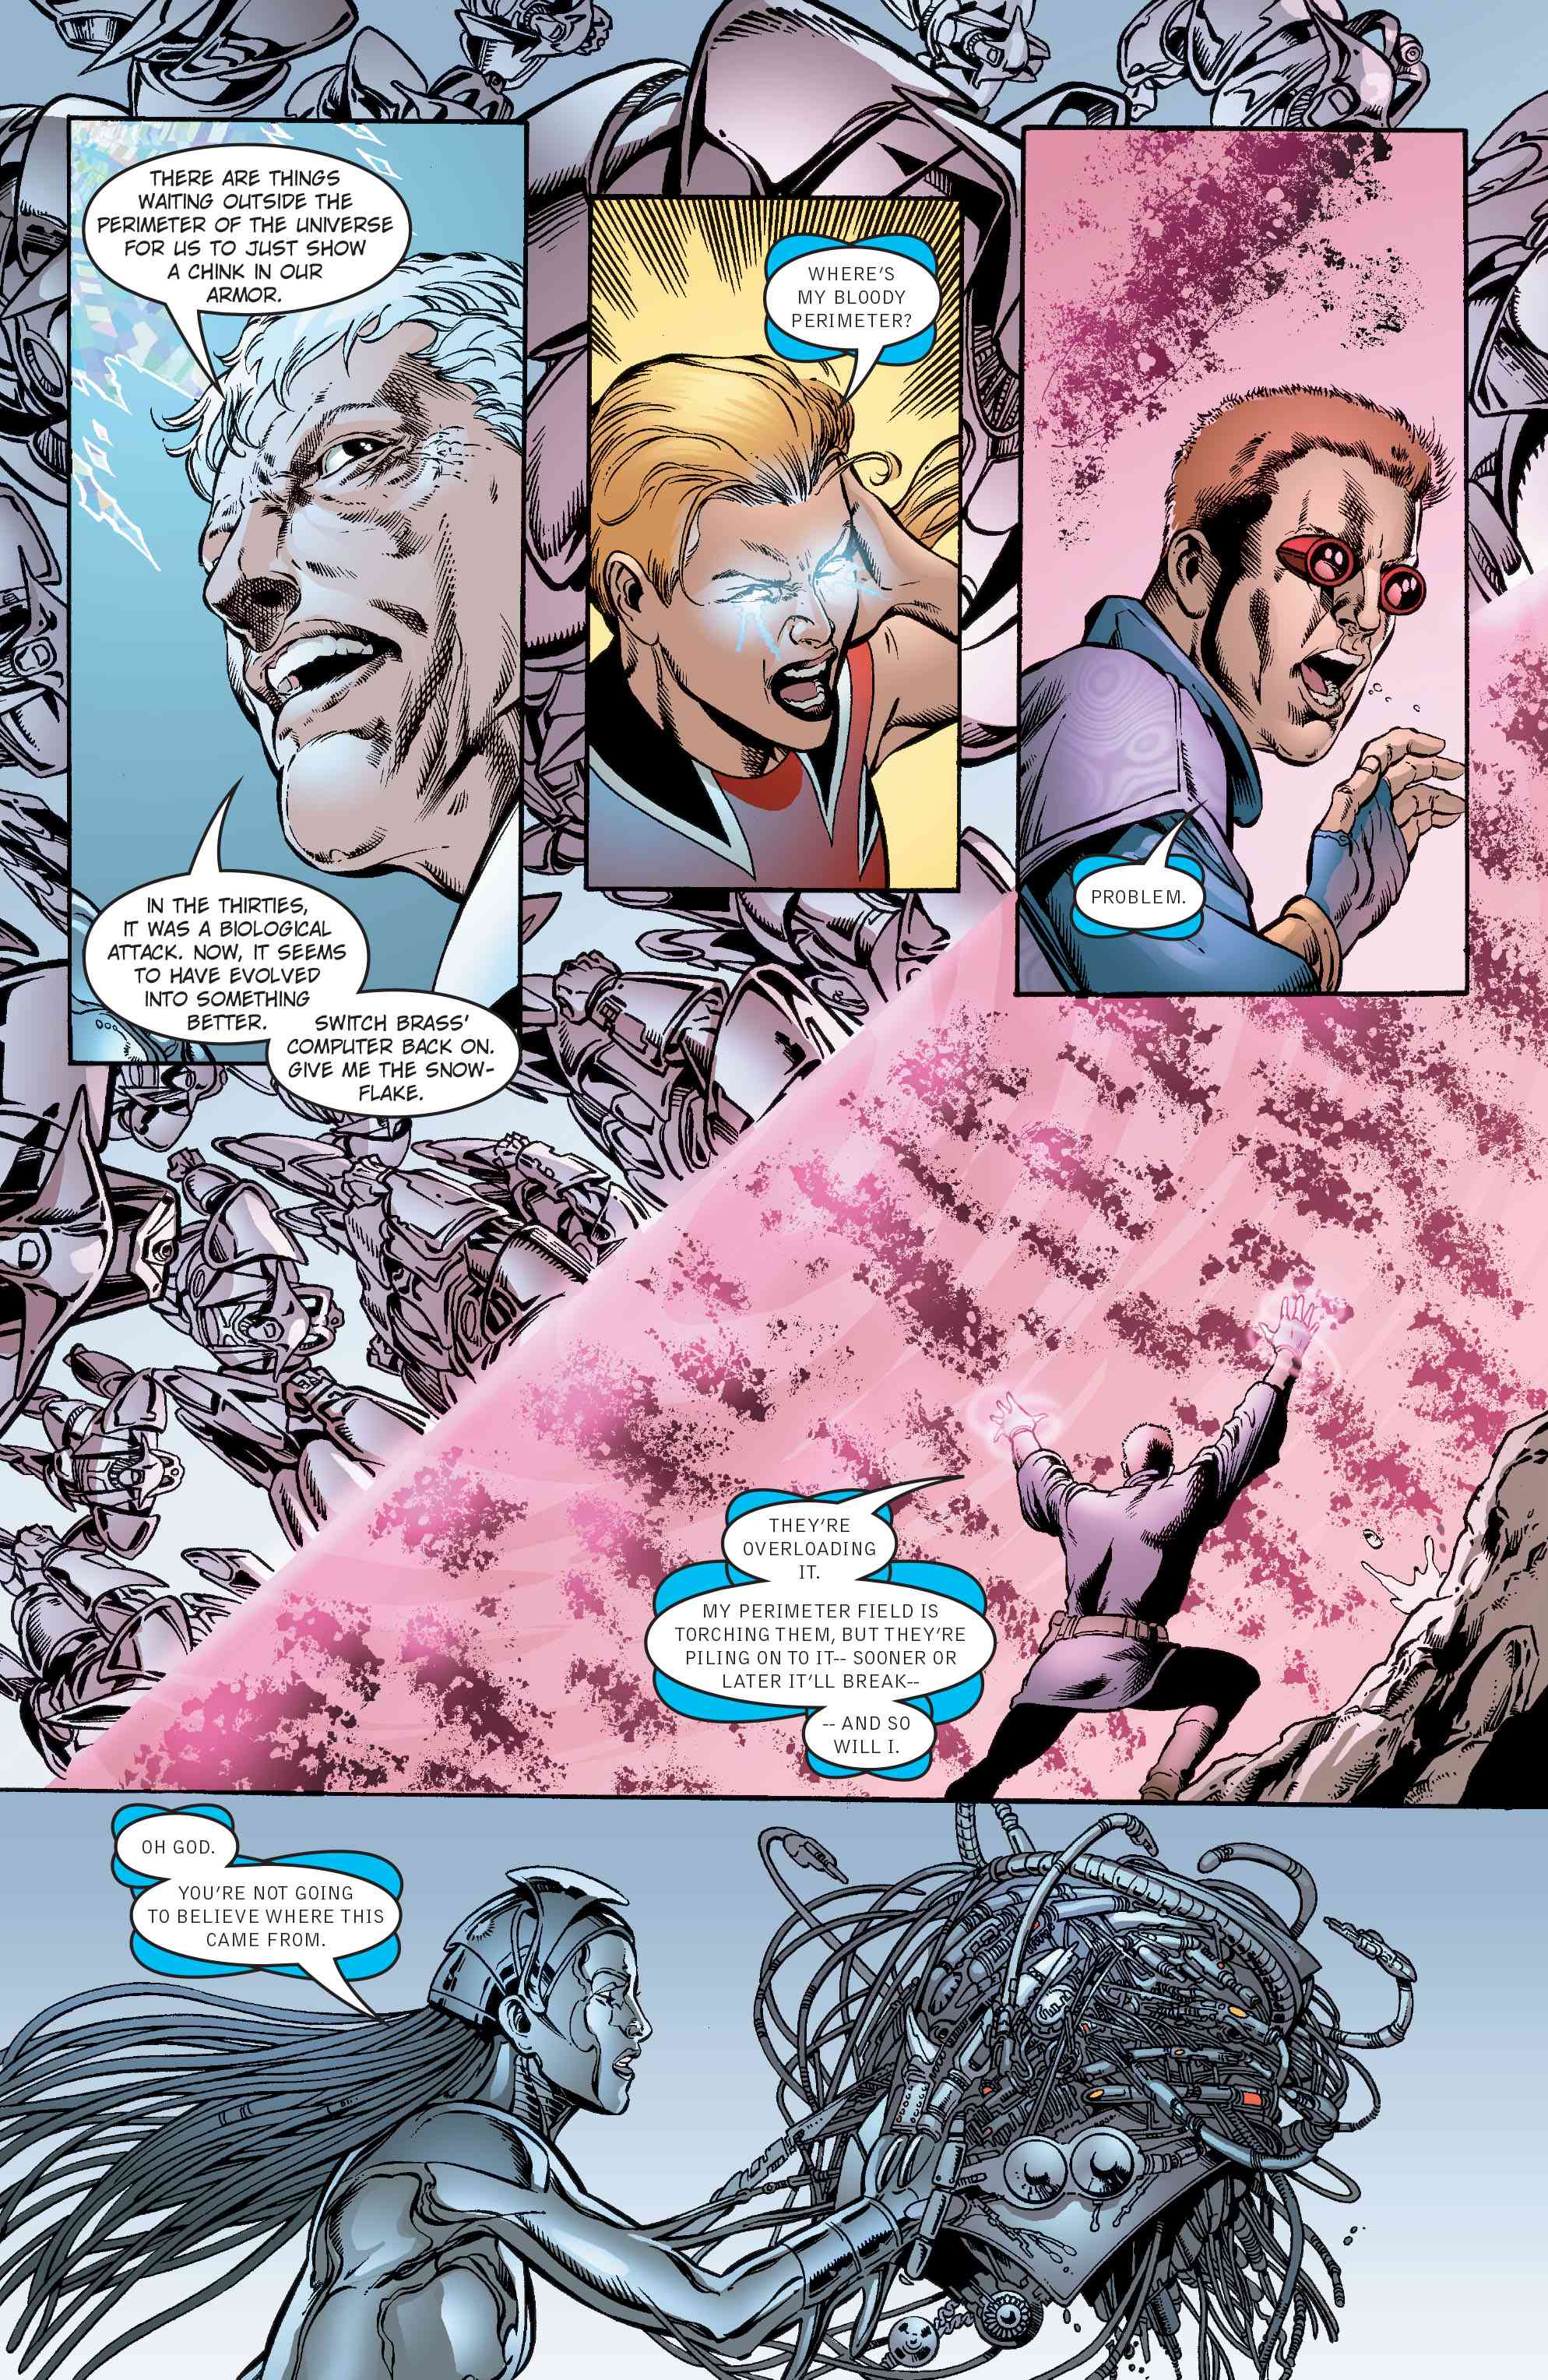 THERE ARE THINGS
WAITING OUTSIDE THE
PERIMETER OF THE UNIVERSE
FOR US TO JUST SHOW
A CHINK IN OUR
ARMOR.
IN THE THIRTIES,
IT WAS A BIOLOGICAL
ATTACK. NOW, IT SEEMS
TO HAVE EVOLVED
INTO SOMETHING
BETTER.
SWITCH BRASS'
COMPUTER BACK ON.
GIVE ME THE SNOW-
FLAKE.
WHERE'S
MY BLOODY
PERIMETER?
PROBLEM.
THEY'RE
OVERLOADING
IT.
MY PERIMETER FIELD IS
TORCHING THEM, BUT THEY'RE
PILING ON TO IT-- SOONER OR
LATER IT'LL BREAK--
-- AND SO
WILL I.
OH GOD.
YOU'RE NOT GOING
TO BELIEVE WHERE THIS
CAME FROM.